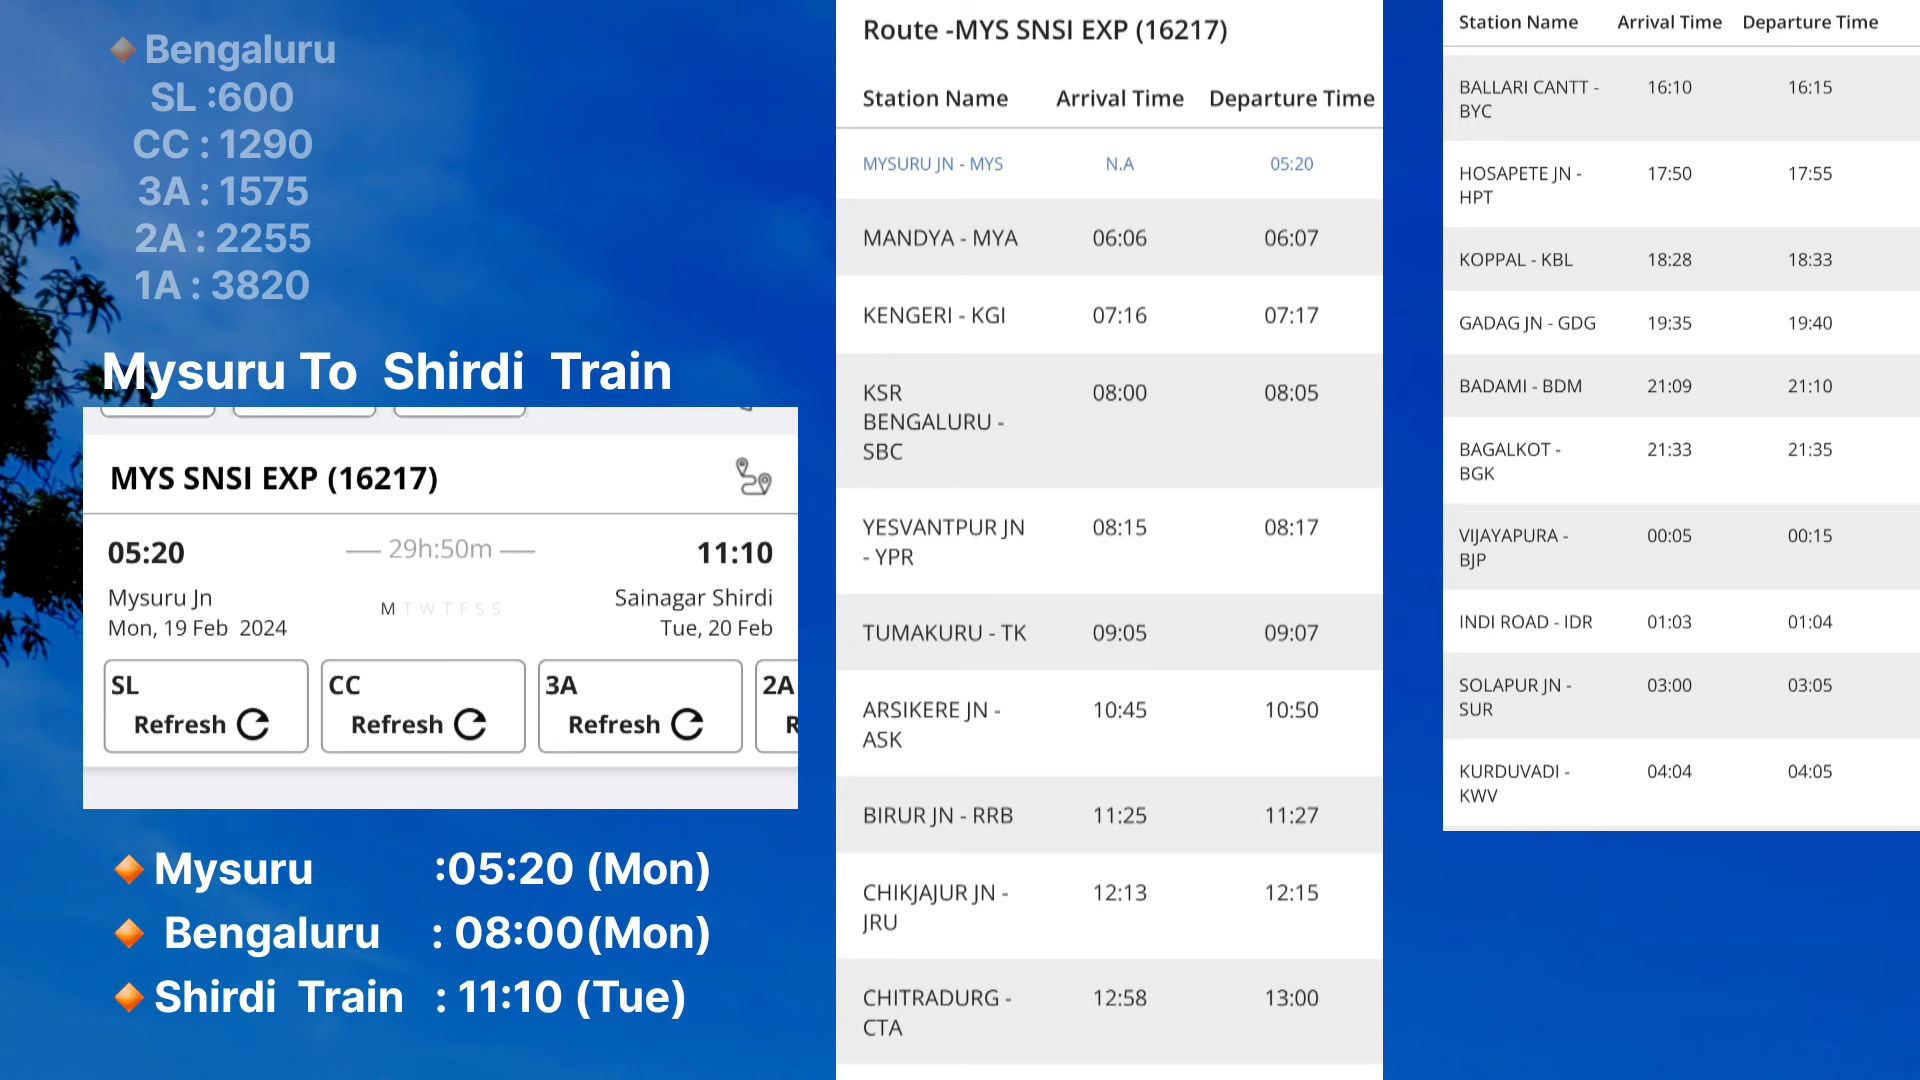 Bengaluru
SL :600
CC : 1290
3A : 1575
2A : 2255
1A : 3820
Mysuru To Shirdi Train
MYS SNSI EXP (16217)
05:20 29h:50m 11:10
Mysuru Jn Sainagar Shirdi
M T W T F S S
Mon, 19 Feb 2024 Tue, 20 Feb
SL CC 3A 2A
Refresh Refresh Refresh R
Mysuru :05:20 (Mon)
Bengaluru : 08:00(Mon)
Shirdi Train : 11:10 (Tue)
Route -MYS SNSI EXP (16217)
Station Name Arrival Time Departure Time
MYSURU JN - MYS N.A 05:20
MANDYA - MYA 06:06 06:07
KENGERI - KGI 07:16 07:17
KSR 08:00 08:05
BENGALURU -
SBC
YESVANTPUR JN 08:15 08:17
- YPR
TUMAKURU - TK 09:05 09:07
ARSIKERE JN - 10:45 10:50
ASK
BIRUR JN - RRB 11:25 11:27
CHIKJAJUR JN - 12:13 12:15
JRU
CHITRADURG - 12:58 13:00
CTA
Station Name Arrival Time Departure Time
BALLARI CANTT - 16:10 16:15
BYC
HOSAPETE JN - 17:50 17:55
HPT
KOPPAL - KBL 18:28 18:33
GADAG JN - GDG 19:35 19:40
BADAMI - BDM 21:09 21:10
BAGALKOT - 21:33 21:35
BGK
VIJAYAPURA - 00:05 00:15
BJP
INDI ROAD - IDR 01:03 01:04
SOLAPUR JN - 03:00 03:05
SUR
KURDUVADI - 04:04 04:05
KWV